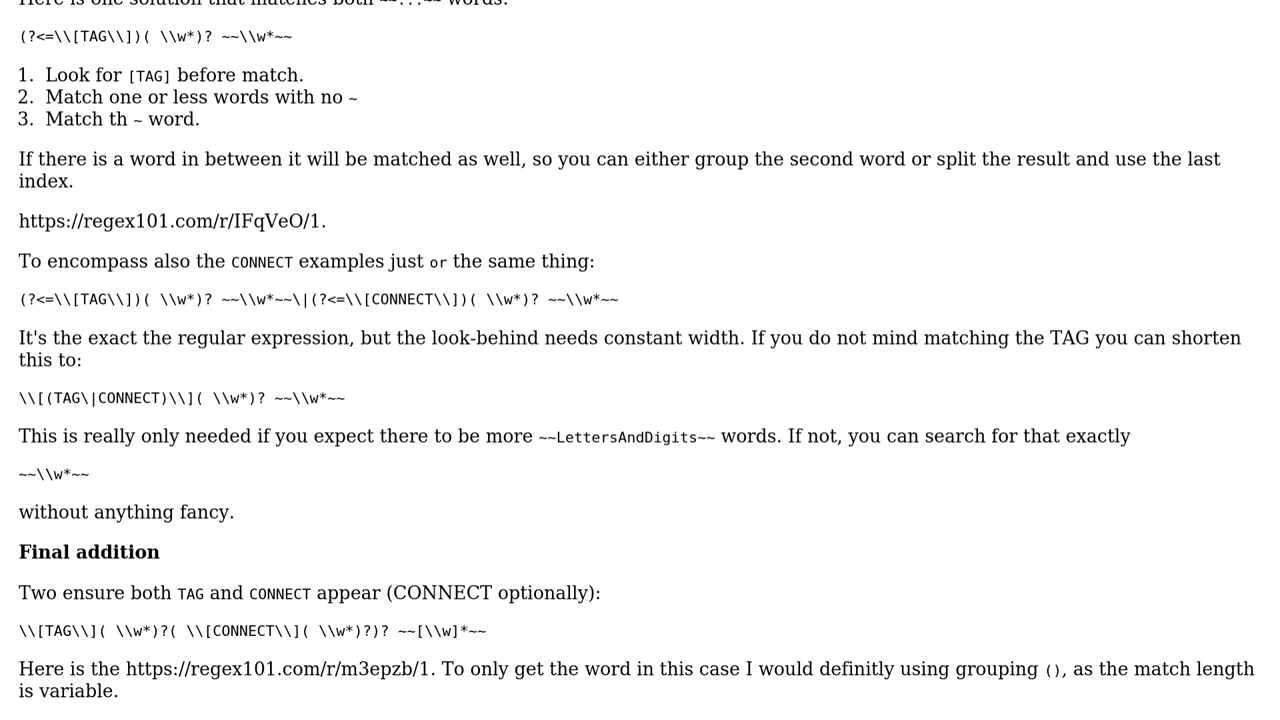 Here is one solution that matches both ~~...~~ words:
(?<=\\[TAG\\])( \\w*)? ~~\\w*~~
1. Look for [TAG] before match.
2. Match one or less words with no ~
3. Match th ~ word.
If there is a word in between it will be matched as well, so you can either group the second word or split the result and use the last
index.
https://regex101.com/r/IFqVeO/1.
To encompass also the CONNECT examples just or the same thing:
(?<=\\[TAG\\])( \\w*)? ~~\\w*~~\|(?<=\\[CONNECT\\])( \\w*)? ~~\\w*~~
It's the exact the regular expression, but the look-behind needs constant width. If you do not mind matching the TAG you can shorten
this to:
\\[(TAG\|CONNECT)\\]( \\w*)? ~~\\w*~~
This is really only needed if you expect there to be more ~~LettersAndDigits~~ words. If not, you can search for that exactly
~~\\w*~~
without anything fancy.
Final addition
Two ensure both TAG and CONNECT appear (CONNECT optionally):
\\[TAG\\]( \\w*)?( \\[CONNECT\\]( \\w*)?)? ~~[\\w]*~~
Here is the https://regex101.com/r/m3epzb/1. To only get the word in this case I would definitly using grouping (), as the match length
is variable.